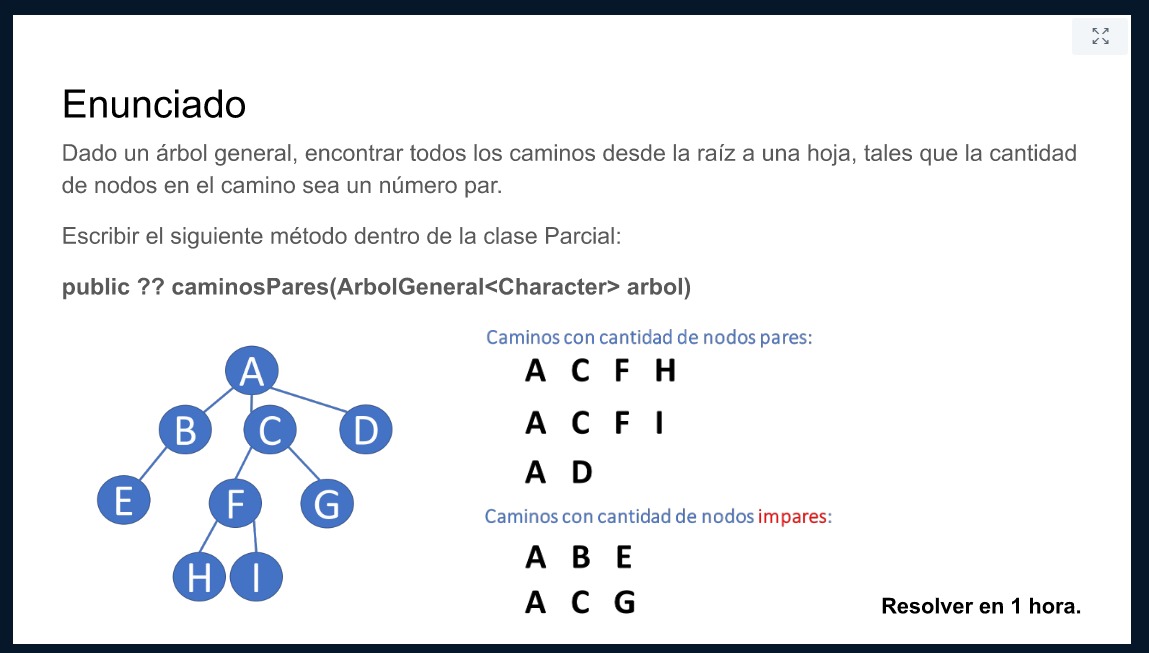 Enunciado
Dado un árbol general, encontrar todos los caminos desde la raíz a una hoja, tales que la cantidad
de nodos en el camino sea un número par.
Escribir el siguiente método dentro de la clase Parcial:
public ?? caminosPares(ArbolGeneral<Character> arbol)
A
B C D
E F G
H I
Caminos con cantidad de nodos pares:
A C F H
A C F I
A D
Caminos con cantidad de nodos impares:
A B E
A C G
Resolver en 1 hora.